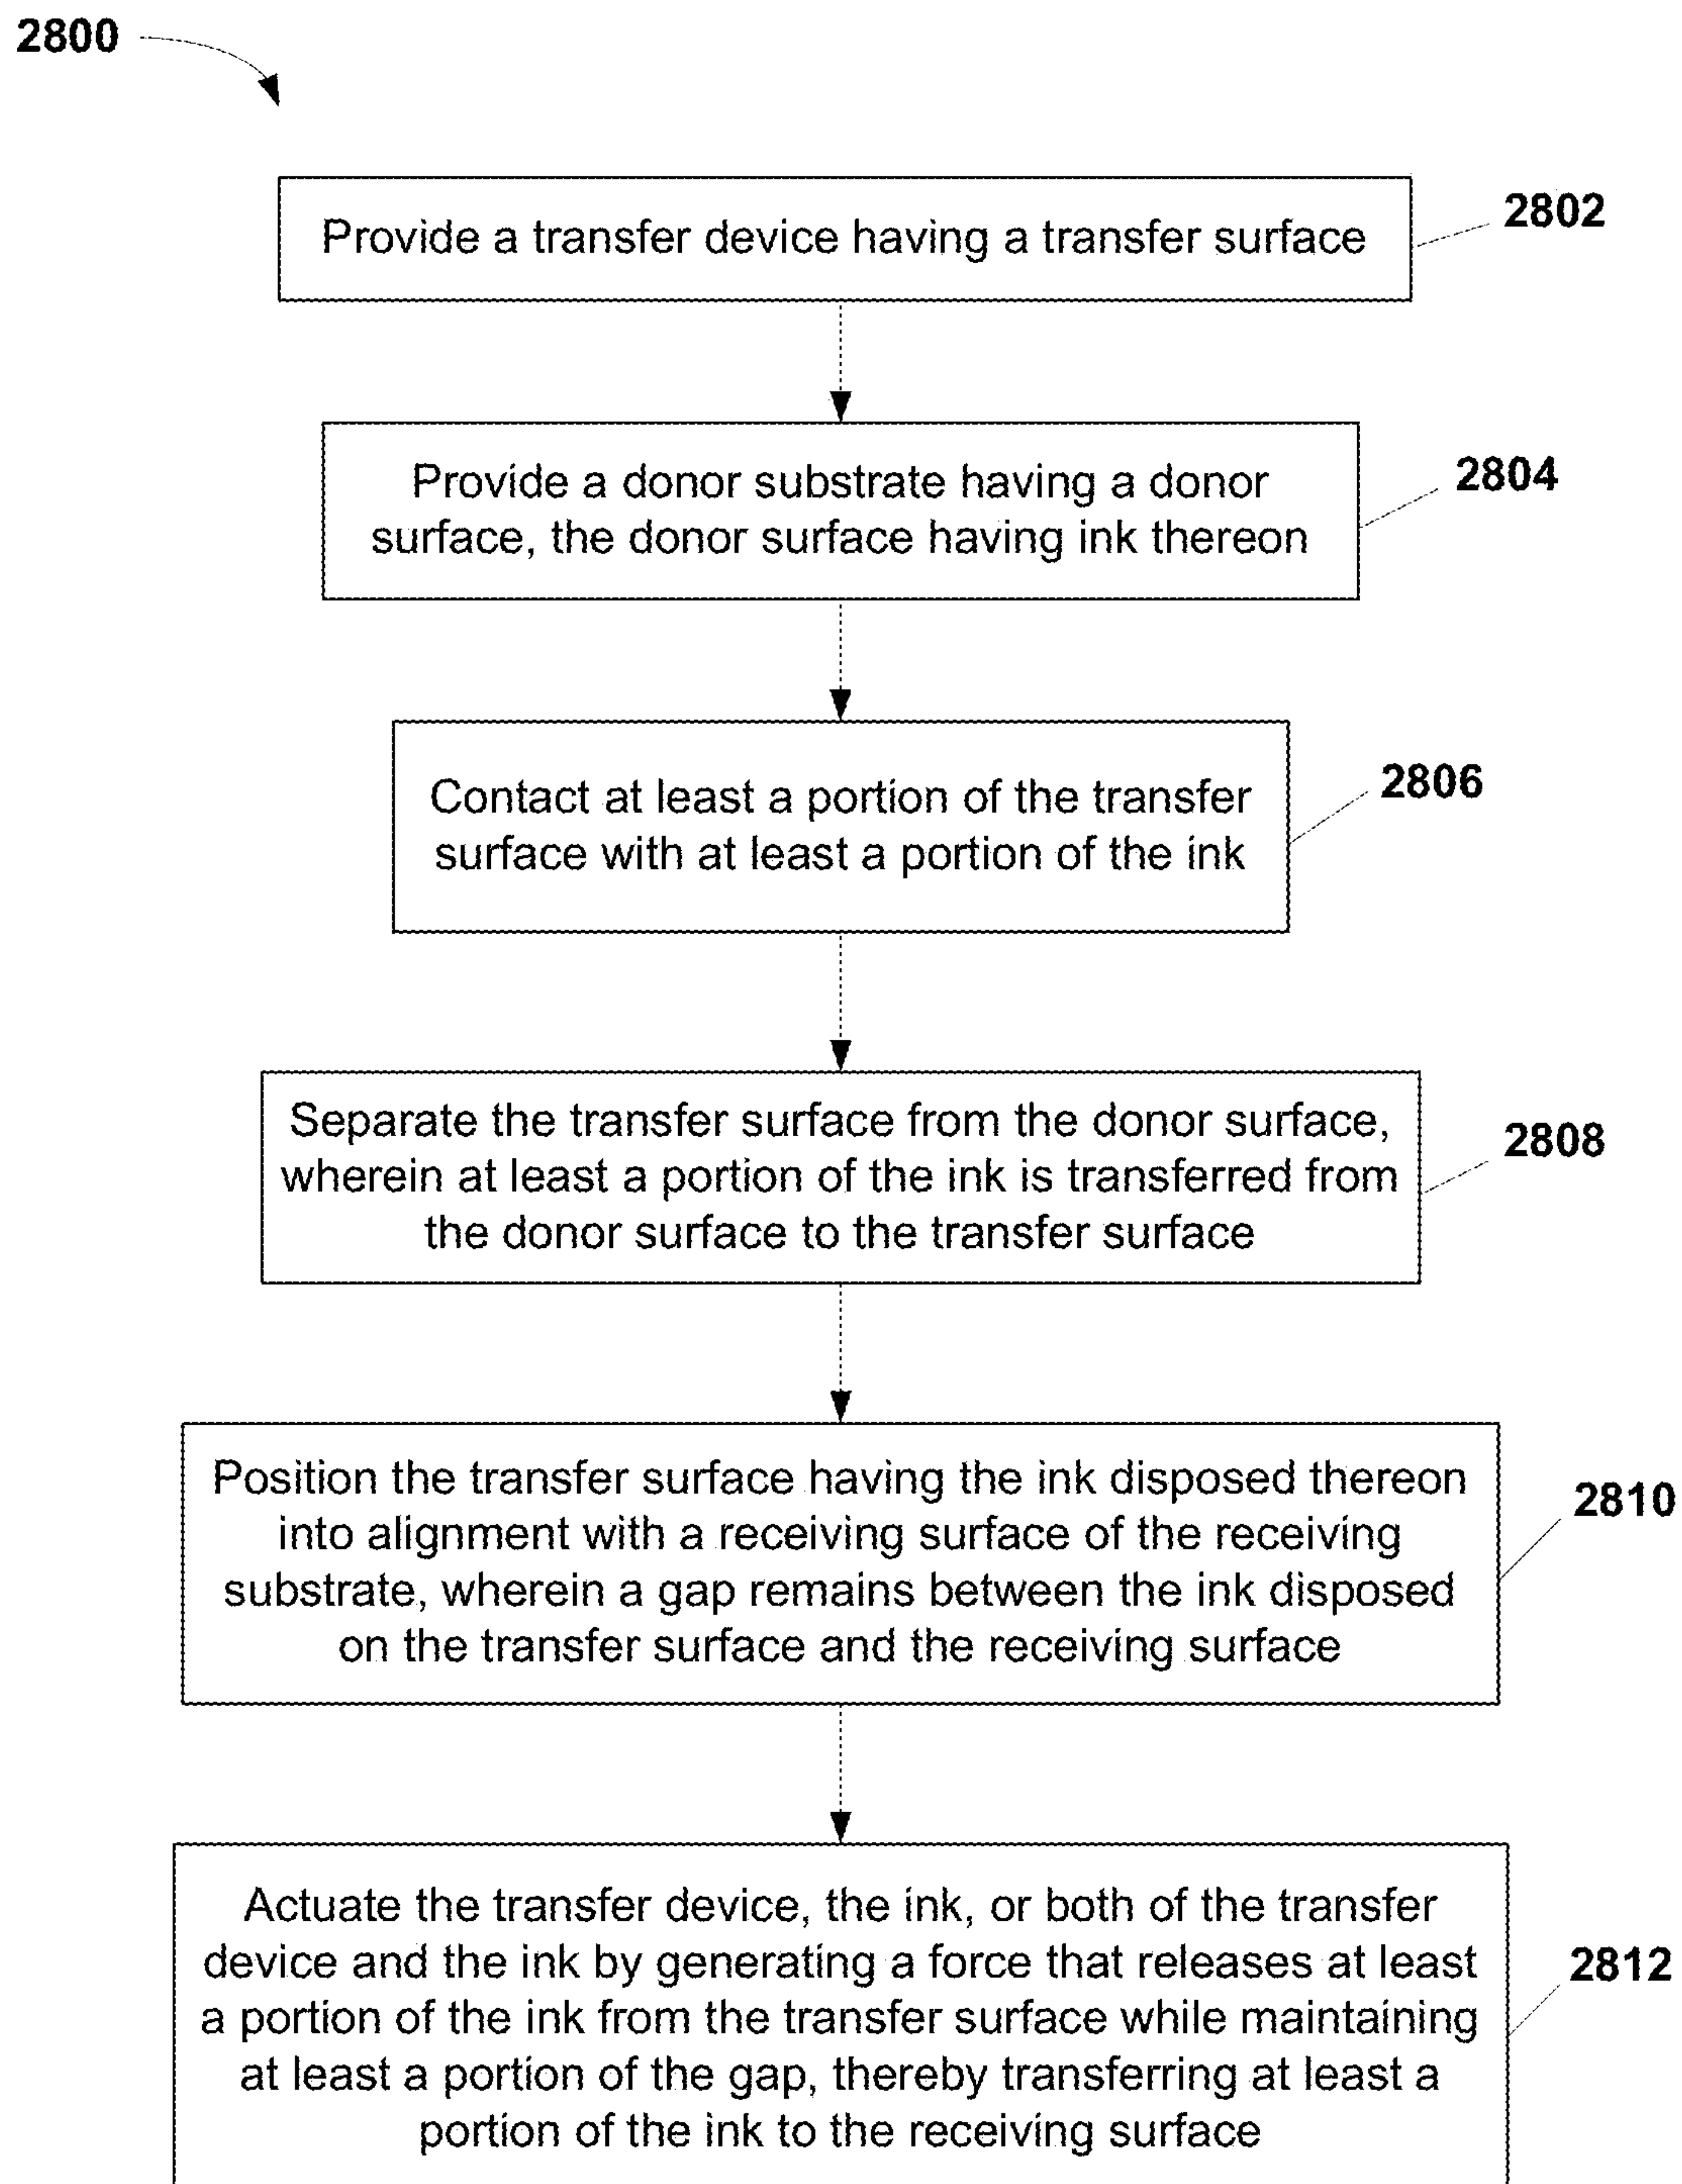 2800
Provide a transfer device having a transfer surface
2802
Provide a donor substrate having a donor
surface, the donor surface having ink thereon
2804
Contact at least a portion of the transfer
surface with at least a portion of the ink
2806
Separate the transfer surface from the donor surface,
wherein at least a portion of the ink is transferred from
the donor surface to the transfer surface
2808
Position the transfer surface having the ink disposed thereon
into alignment with a receiving surface of the receiving
substrate, wherein a gap remains between the ink disposed
on the transfer surface and the receiving surface
2810
Actuate the transfer device, the ink, or both of the transfer
device and the ink by generating a force that releases at least
a portion of the ink from the transfer surface while maintaining
at least a portion of the gap, thereby transferring at least a
portion of the ink to the receiving surface
2812